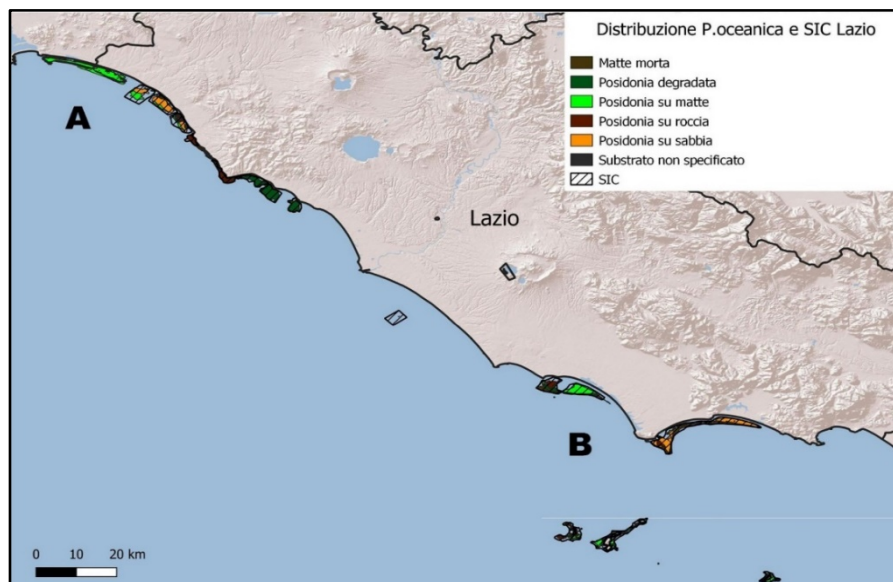 Distribuzione P.oceanica e SIC Lazio
Matte morta
Posidonia degradata
Posidonia su matte
Posidonia su roccia
Posidonia su sabbia
Substrato non specificato
SIC
A
Lazio
B
0 10 20 km